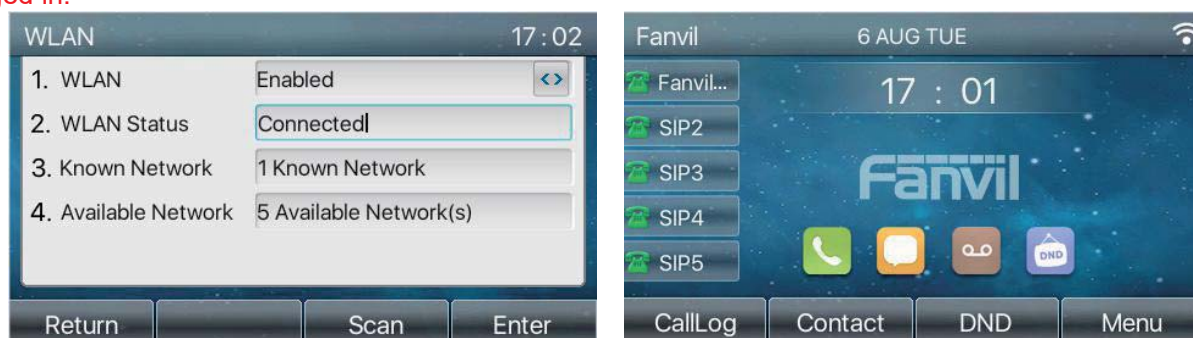 WLAN 17:02
1. WLAN Enabled <>
2. WLAN Status Connected
3. Known Network 1 Known Network
4. Available Network 5 Available Network(s)
Return Scan Enter
Fanvil 6 AUG TUE
Fanvil...
17 : 01
SIP2
SIP3
Fanvil
SIP4
SIP5
DND
CallLog Contact DND Menu